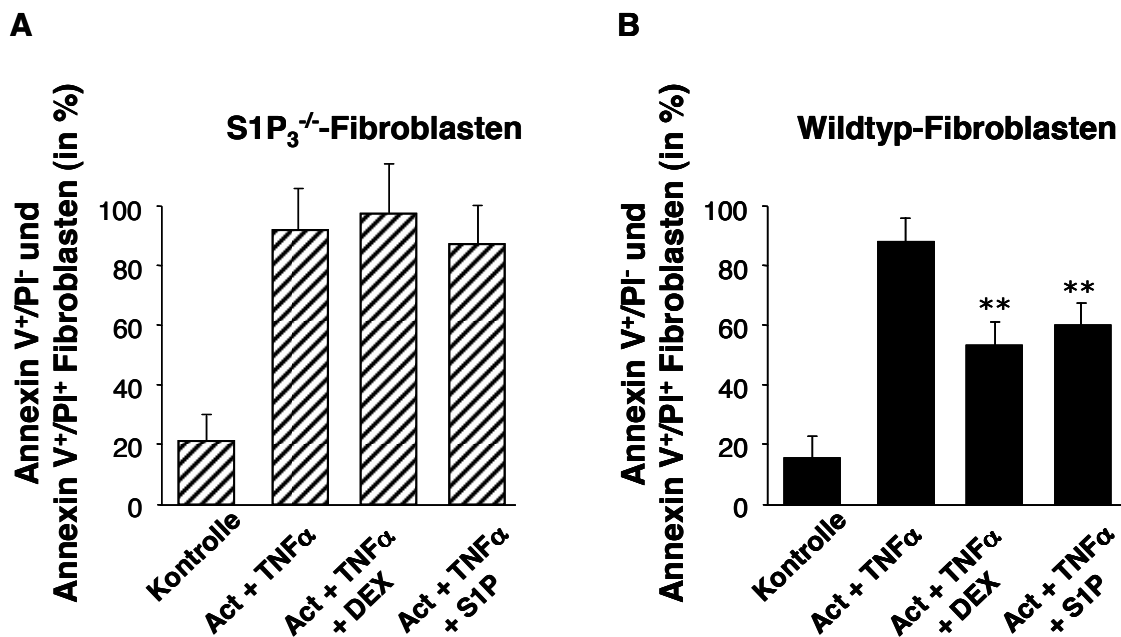 A
S1P₃⁻/⁻-Fibroblasten
Annexin V⁺/PI⁻ und
Annexin V⁺/PI⁺ Fibroblasten (in %)
100
80
60
40
20
0
Kontrolle
Act + TNFα
Act + TNFα
+ DEX
Act + TNFα
+ S1P
B
Wildtyp-Fibroblasten
Annexin V⁺/PI⁻ und
Annexin V⁺/PI⁺ Fibroblasten (in %)
100
80
60
40
20
0
**
**
Kontrolle
Act + TNFα
Act + TNFα
+ DEX
Act + TNFα
+ S1P